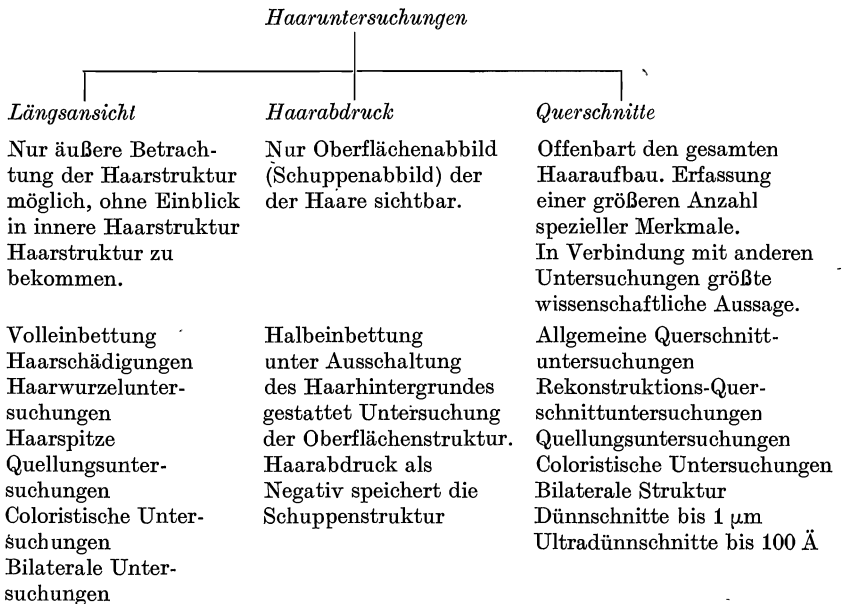 Haaruntersuchungen
Längsansicht
Nur äußere Betrach-
tung der Haarstruktur
möglich, ohne Einblick
in innere Haarstruktur
Haarstruktur zu
bekommen.
Volleinbettung
Haarschädigungen
Haarwurzelunter-
suchungen
Haarspitze
Quellungsunter-
suchungen
Coloristische Unter-
suchungen
Bilaterale Unter-
suchungen
Haarabdruck
Nur Oberflächenabbild
(Schuppenabbild) der
der Haare sichtbar.
Halbeinbettung
unter Ausschaltung
des Haarhintergrundes
gestattet Untersuchung
der Oberflächenstruktur.
Haarabdruck als
Negativ speichert die
Schuppenstruktur
Querschnitte
Offenbart den gesamten
Haaraufbau. Erfassung
einer größeren Anzahl
spezieller Merkmale.
In Verbindung mit anderen
Untersuchungen größte
wissenschaftliche Aussage.
Allgemeine Querschnitt-
untersuchungen
Rekonstruktions-Quer-
schnittuntersuchungen
Quellungsuntersuchungen
Coloristische Untersuchungen
Bilaterale Struktur
Dünnschnitte bis 1 μm
Ultradünnschnitte bis 100 Ä